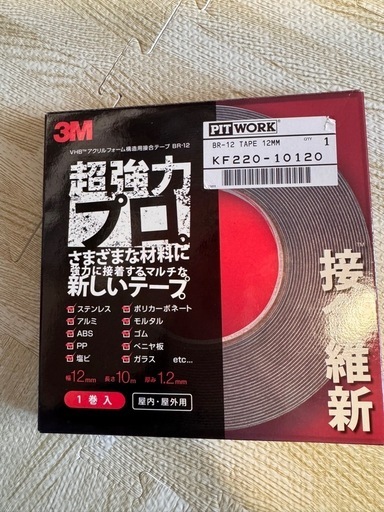 3M
VHB™アクリルフォーム構造用接合テープ BR-12
PITWORK
BR-12 TAPE 12MM
QTY
1
KF220-10120
超強力
プロ。
さまざまな材料に
強力に接着するマルチな
新しいテープ。
接着維新
ステンレス
アルミ
ABS
PP
塩ビ
ポリカーボネート
モルタル
ゴム
ベニヤ板
ガラス etc...
幅12mm 長さ10m 厚み1.2mm
1巻入
屋内・屋外用